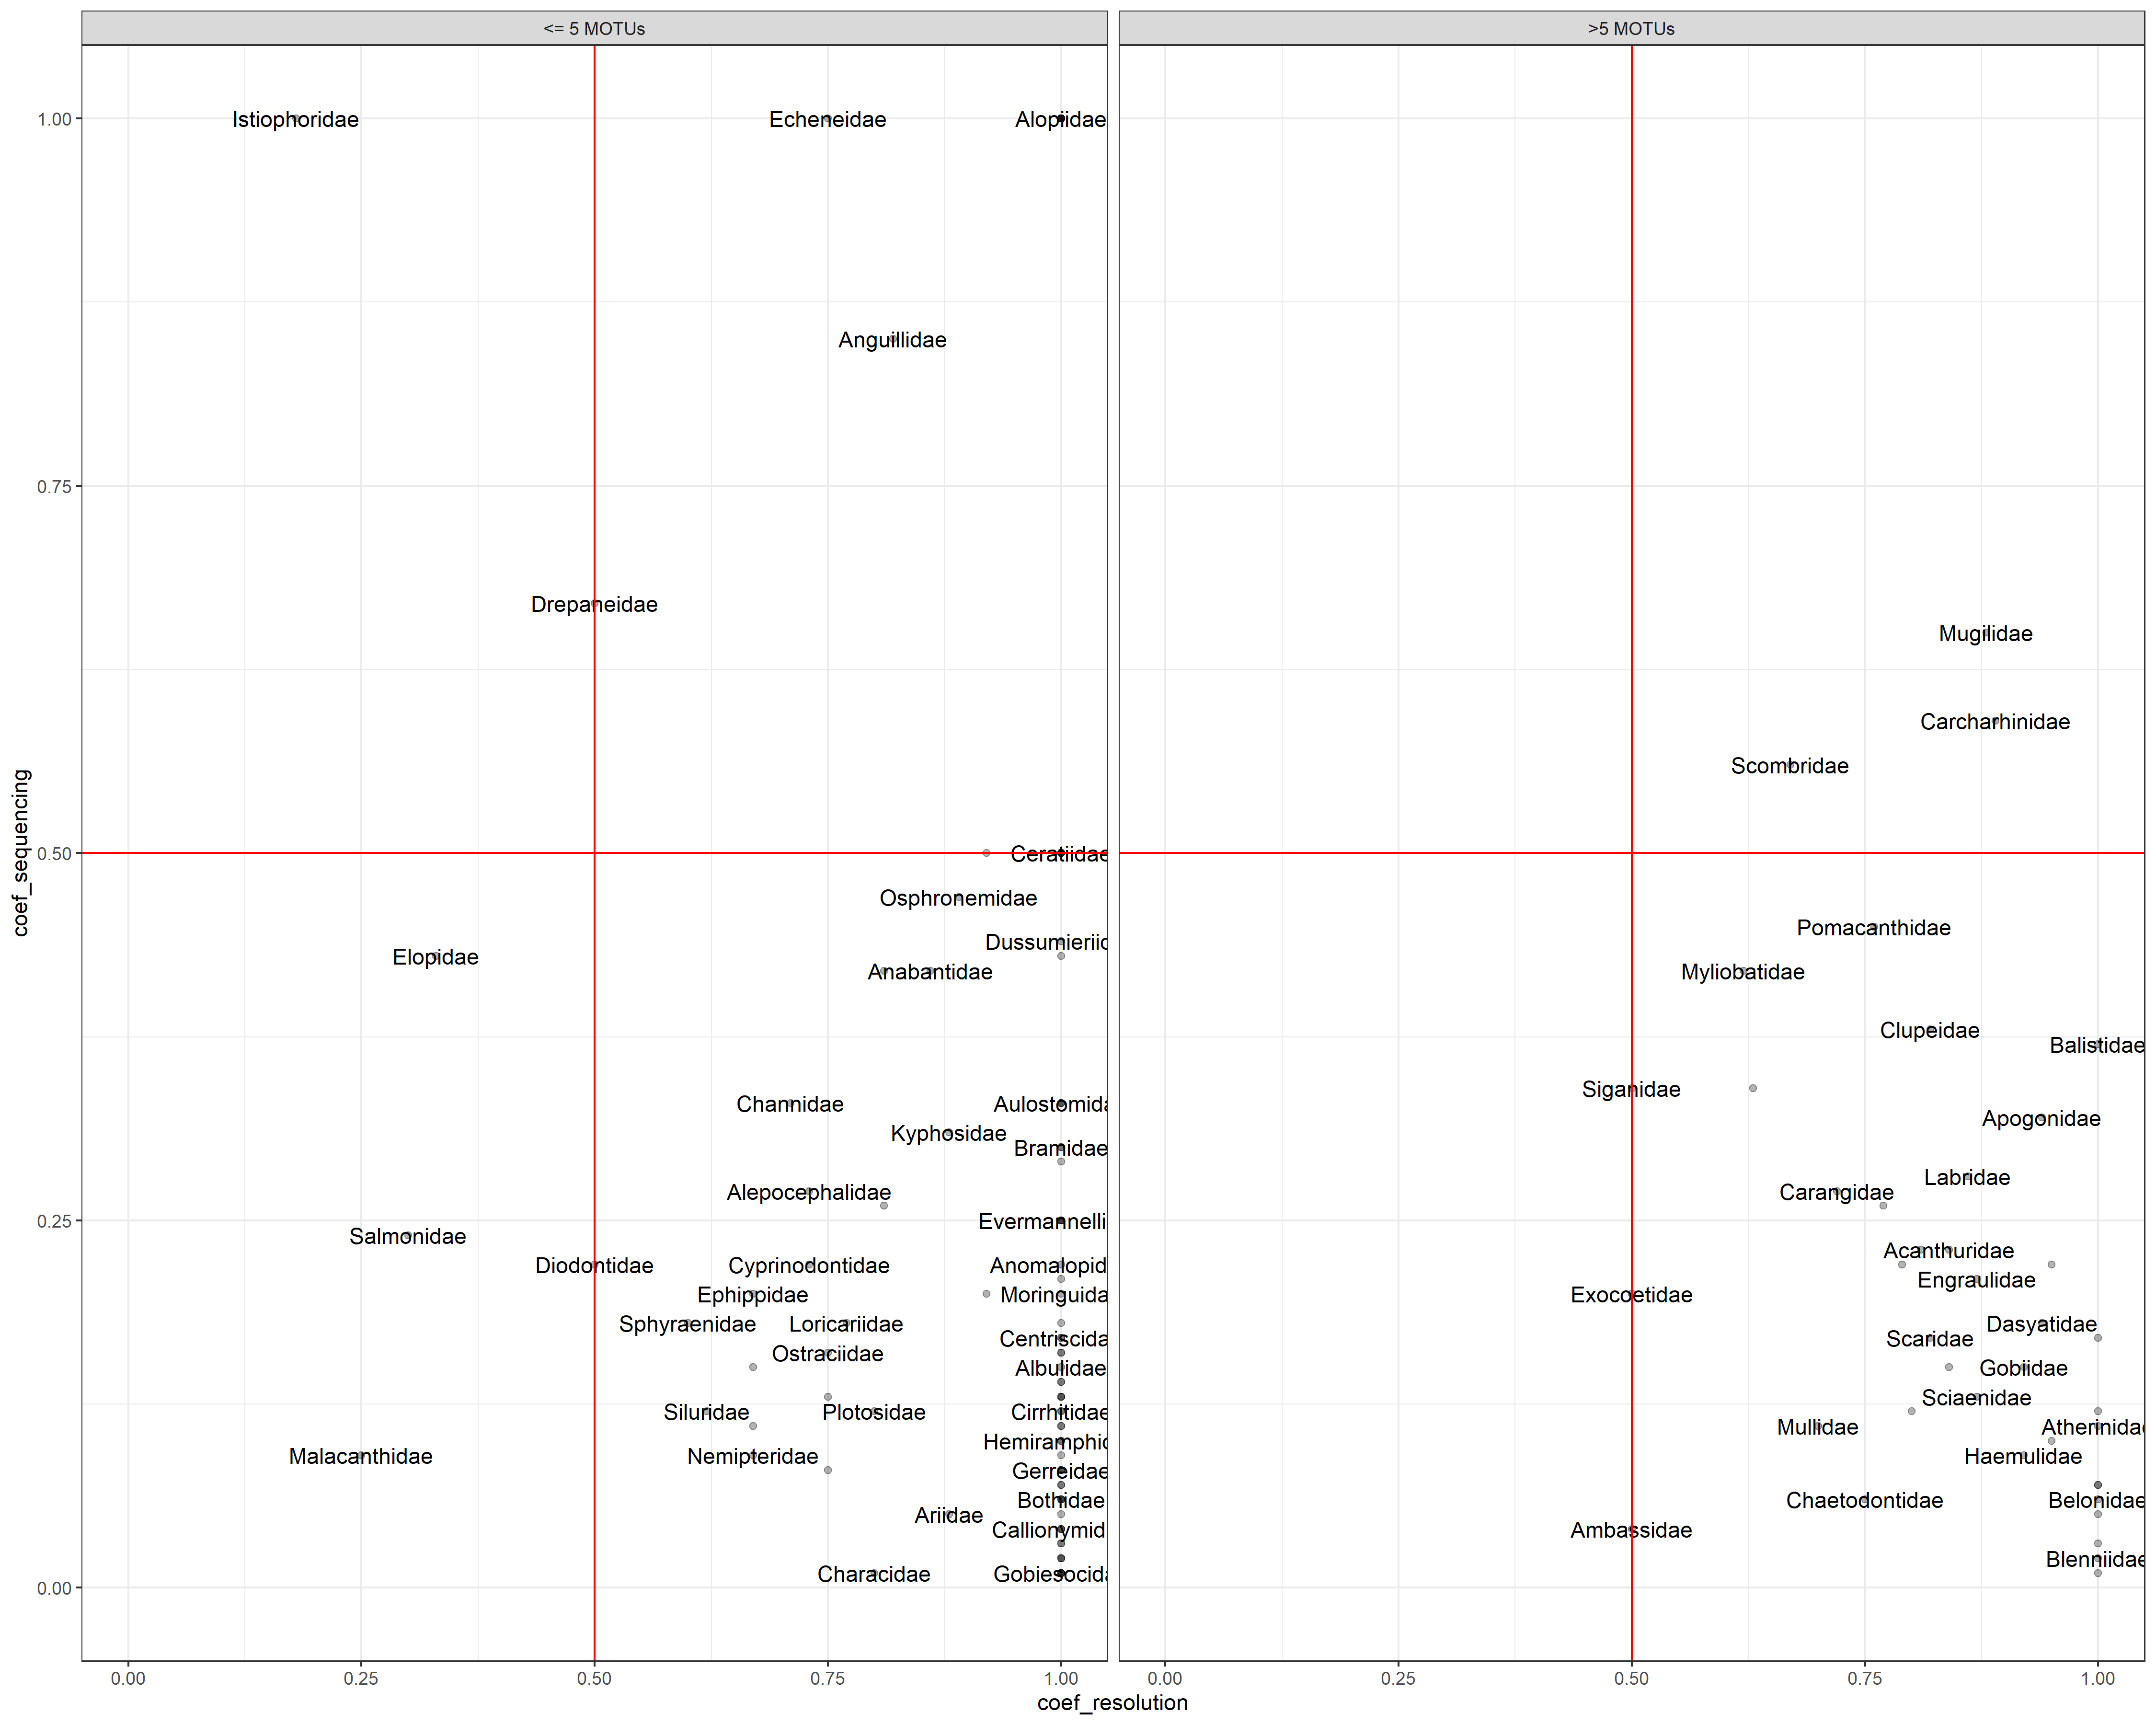 <= 5 MOTUs
>5 MOTUs
coef_sequencing
1.00
0.75
0.50
0.25
0.00
Istiophoridae
Echeneidae
Alopiidae
Anguillidae
Drepaneidae
Ceratiidae
Osphronemidae
Dussumieriid
Elopidae
Anabantidae
Channidae
Aulostomida
Kyphosidae
Bramidae
Alepocephalidae
Evermannelli
Salmonidae
Diodontidae
Cyprinodontidae
Anomalopid
Ephippidae
Moringuida
Sphyraenidae
Loricariidae
Centriscida
Ostraciidae
Albulidae
Siluridae
Plotosidae
Cirrhitidae
Hemiramphid
Malacanthidae
Nemipteridae
Gerreidae
Bothidae
Ariidae
Callionymid
Characidae
Gobiesocida
Mugilidae
Carcharhinidae
Scombridae
Pomacanthidae
Myliobatidae
Clupeidae
Balistidae
Siganidae
Apogonidae
Labridae
Carangidae
Acanthuridae
Engraulidae
Exocoetidae
Dasyatidae
Scaridae
Gobiidae
Sciaenidae
Mullidae
Atherinidae
Haemulidae
Chaetodontidae
Belonidae
Ambassidae
Blenniidae
0.00
0.25
0.50
0.75
1.00
0.00
0.25
0.50
0.75
1.00
coef_resolution